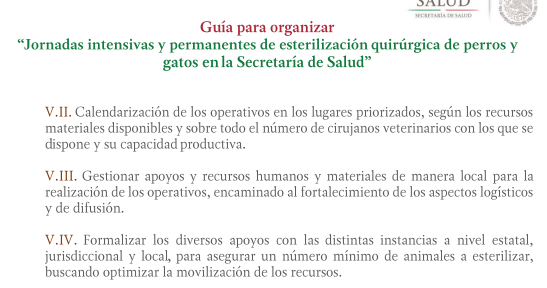 SALUD
SECRETARÍA DE SALUD
Guía para organizar
“Jornadas intensivas y permanentes de esterilización quirúrgica de perros y
gatos en la Secretaría de Salud”
V.II. Calendarización de los operativos en los lugares priorizados, según los recursos
materiales disponibles y sobre todo el número de cirujanos veterinarios con los que se
dispone y su capacidad productiva.
V.III. Gestionar apoyos y recursos humanos y materiales de manera local para la
realización de los operativos, encaminado al fortalecimiento de los aspectos logísticos
y de difusión.
V.IV. Formalizar los diversos apoyos con las distintas instancias a nivel estatal,
jurisdiccional y local, para asegurar un número mínimo de animales a esterilizar,
buscando optimizar la movilización de los recursos.